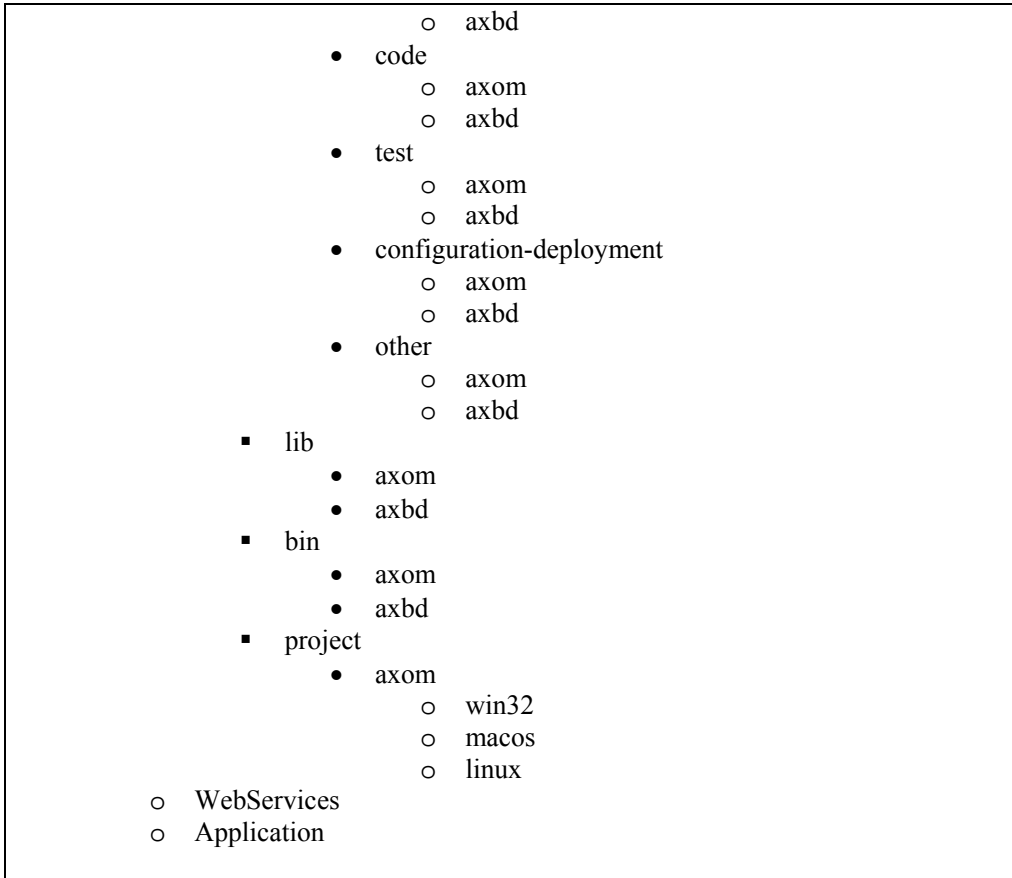 o axbd
• code
o axom
o axbd
• test
o axom
o axbd
• configuration-deployment
o axom
o axbd
• other
o axom
o axbd
▪ lib
• axom
• axbd
▪ bin
• axom
• axbd
▪ project
• axom
o win32
o macos
o linux
o WebServices
o Application